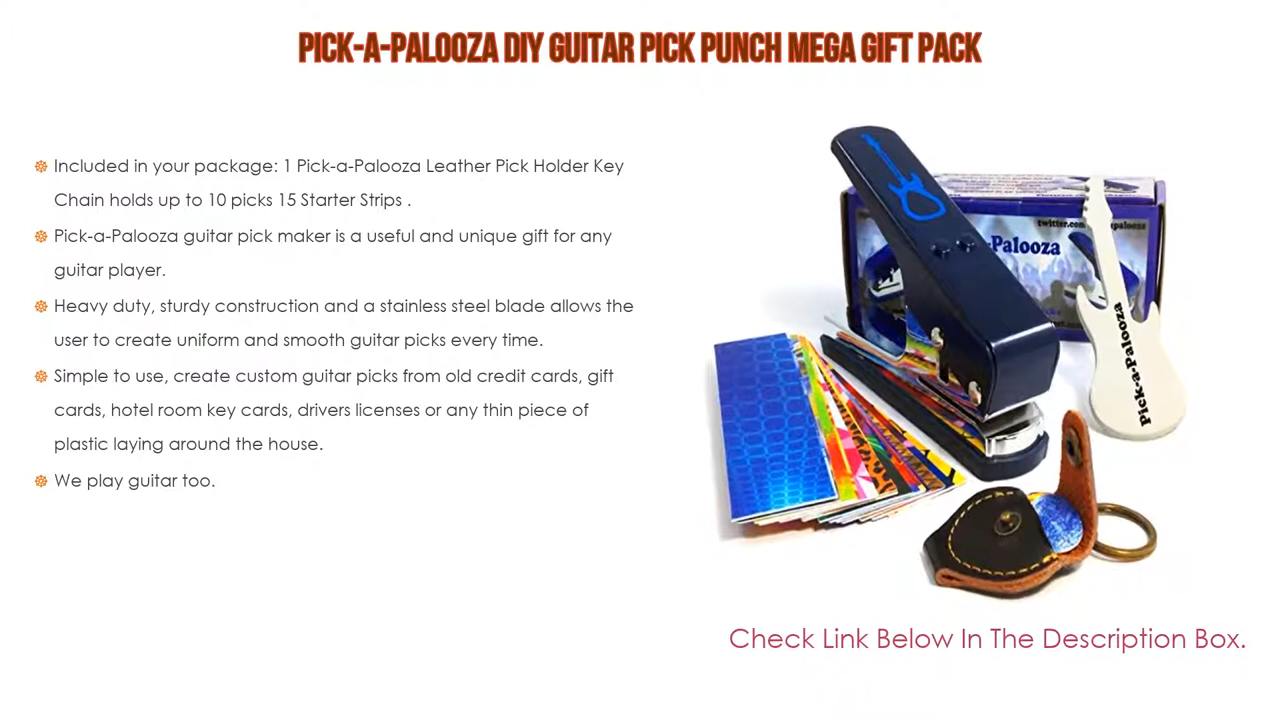 PICK-A-PALOOZA DIY GUITAR PICK PUNCH MEGA GIFT PACK
Included in your package: 1 Pick-a-Palooza Leather Pick Holder Key
Chain holds up to 10 picks 15 Starter Strips .
Pick-a-Palooza guitar pick maker is a useful and unique gift for any
guitar player.
Heavy duty, sturdy construction and a stainless steel blade allows the
user to create uniform and smooth guitar picks every time.
Simple to use, create custom guitar picks from old credit cards, gift
cards, hotel room key cards, drivers licenses or any thin piece of
plastic laying around the house.
We play guitar too.
twitter.com
Palooza
Pick-a-Palooza
Check Link Below In The Description Box.